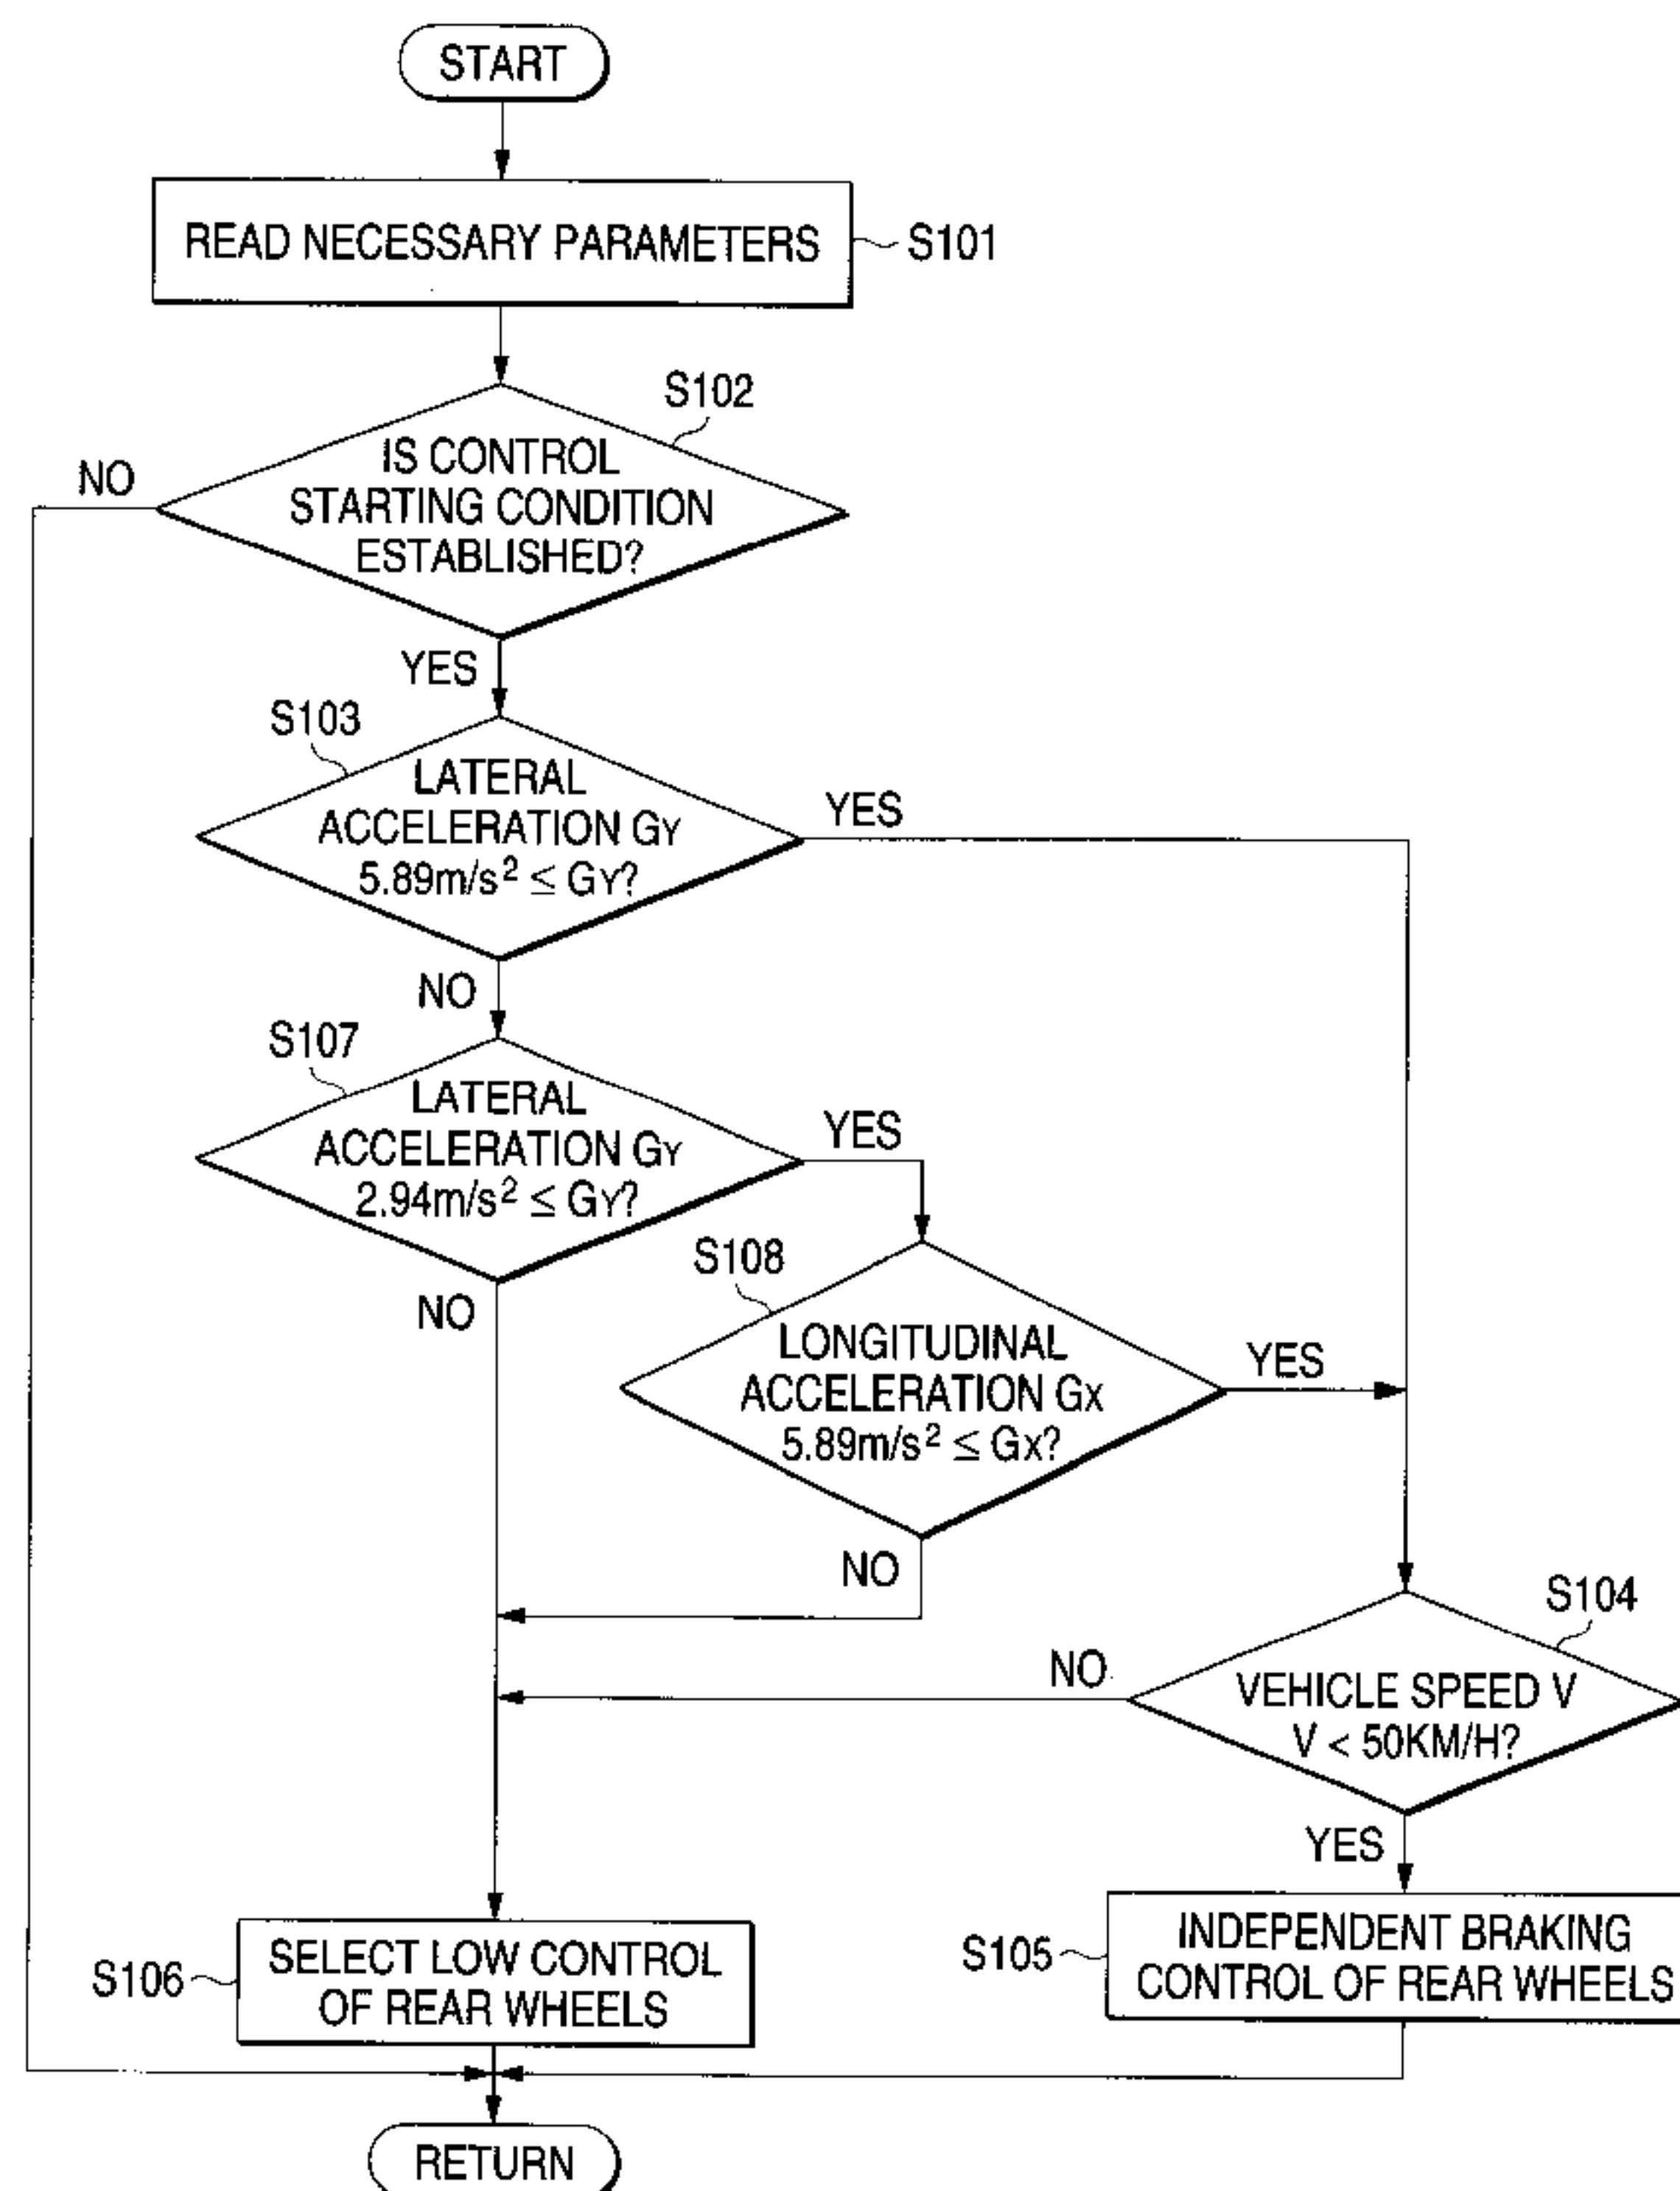 START
READ NECESSARY PARAMETERS
S101
S102
IS CONTROL
STARTING CONDITION
ESTABLISHED?
NO
YES
S103
LATERAL
ACCELERATION GY
5.89m/s² ≤ GY?
YES
NO
S107
LATERAL
ACCELERATION GY
2.94m/s² ≤ GY?
YES
NO
S108
LONGITUDINAL
ACCELERATION GX
5.89m/s² ≤ GX?
YES
NO
S104
VEHICLE SPEED V
V < 50KM/H?
NO
YES
S106
SELECT LOW CONTROL
OF REAR WHEELS
S105
INDEPENDENT BRAKING
CONTROL OF REAR WHEELS
RETURN